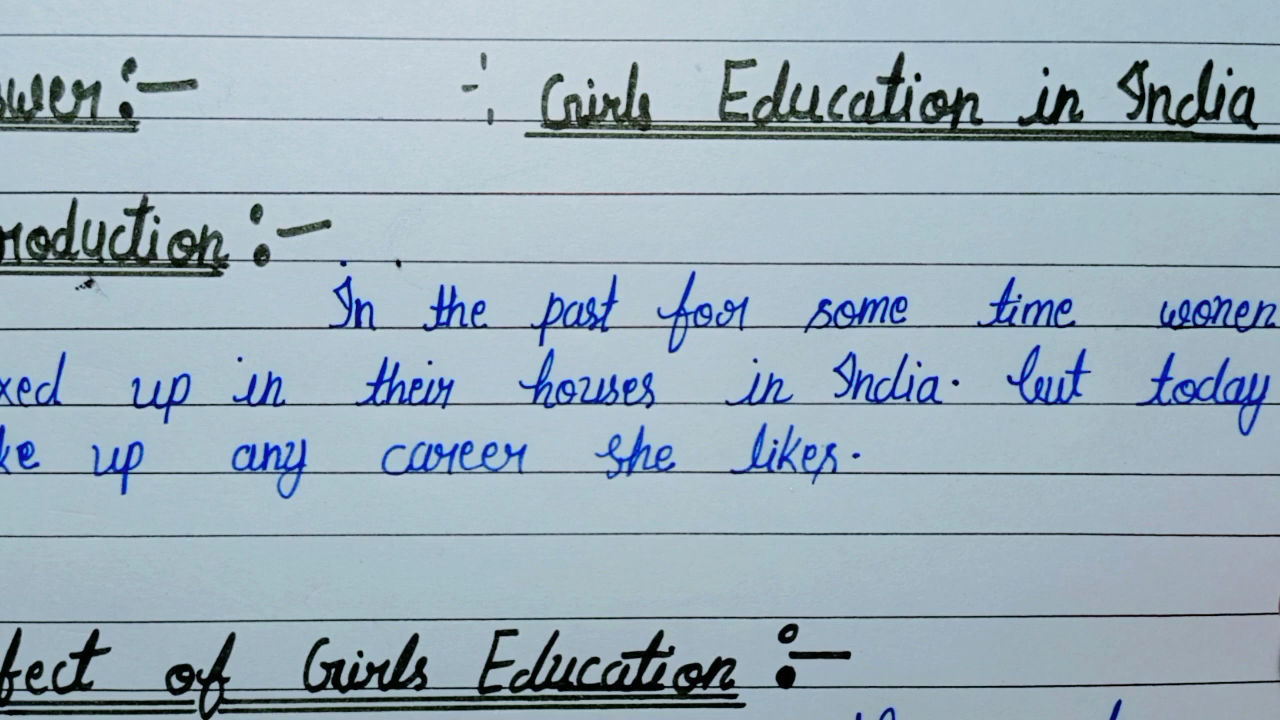 swer:- -: Girls Education in India
roduction :-
In the past for some time wonen
xed up in their houses in India. but today
ke up any career she likes.
fect of Girls Education :-